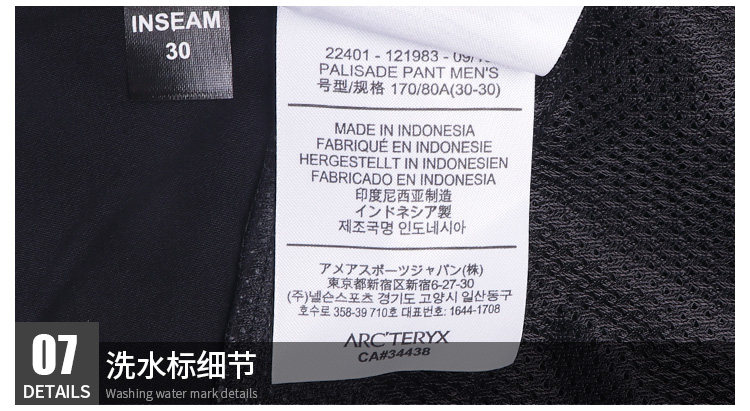 INSEAM
30
22401 - 121983 - 09/
PALISADE PANT MEN'S
号型/规格 170/80A(30-30)
MADE IN INDONESIA
FABRIQUÉ EN INDONESIE
HERGESTELLT IN INDONESIEN
FABRICADO EN INDONESIA
印度尼西亚制造
インドネシア製
제조국명 인도네시아
アメアスポーツジャパン(株)
東京都新宿区新宿6-27-30
(주)넬슨스포츠 경기도 고양시 일산동구
호수로 358-39 710호 대표번호: 1644-1708
ARC'TERYX
CA#34438
07
DETAILS
洗水标细节
Washing water mark details